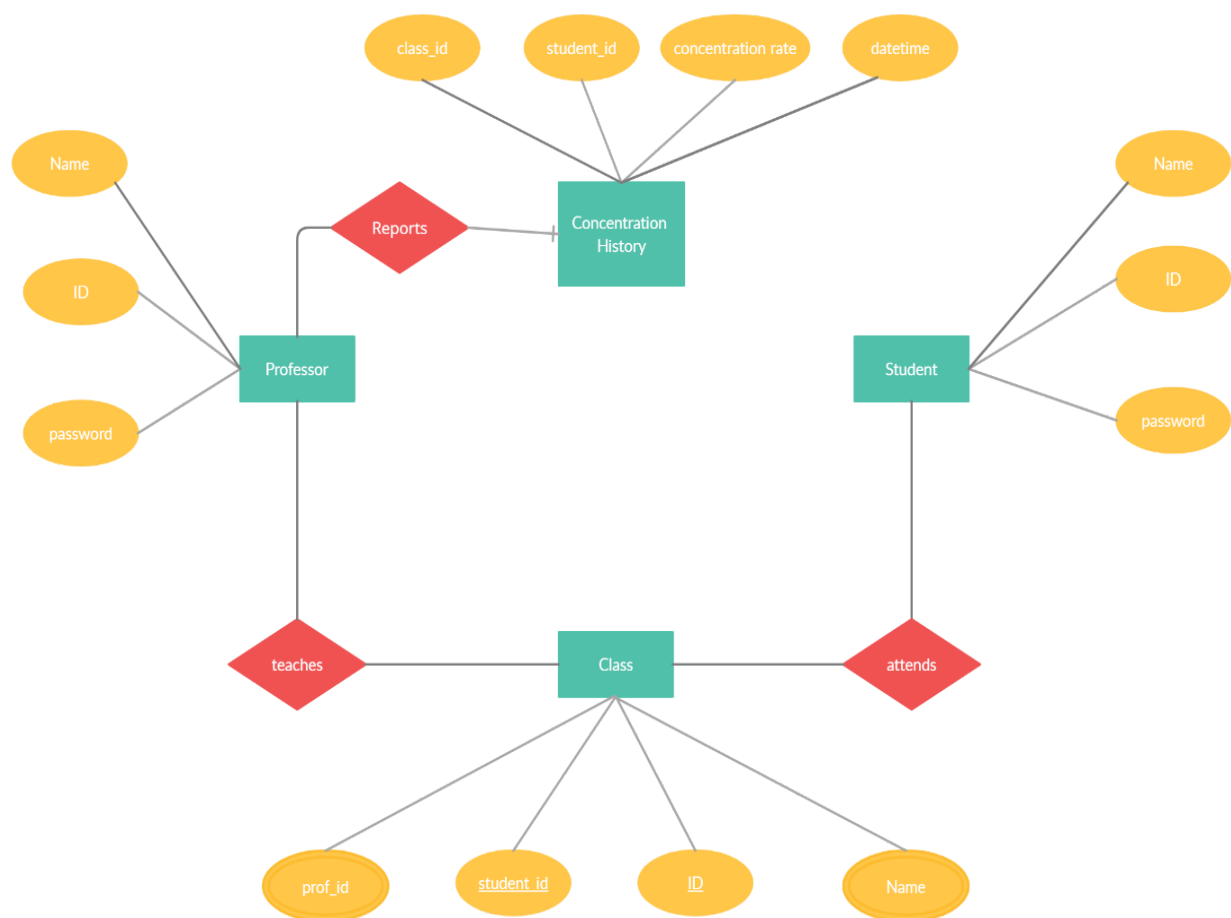 class_id
student_id
concentration rate
datetime
Name
Name
Reports
Concentration
History
ID
ID
Professor
Student
password
password
teaches
Class
attends
prof_id
student_id
ID
Name